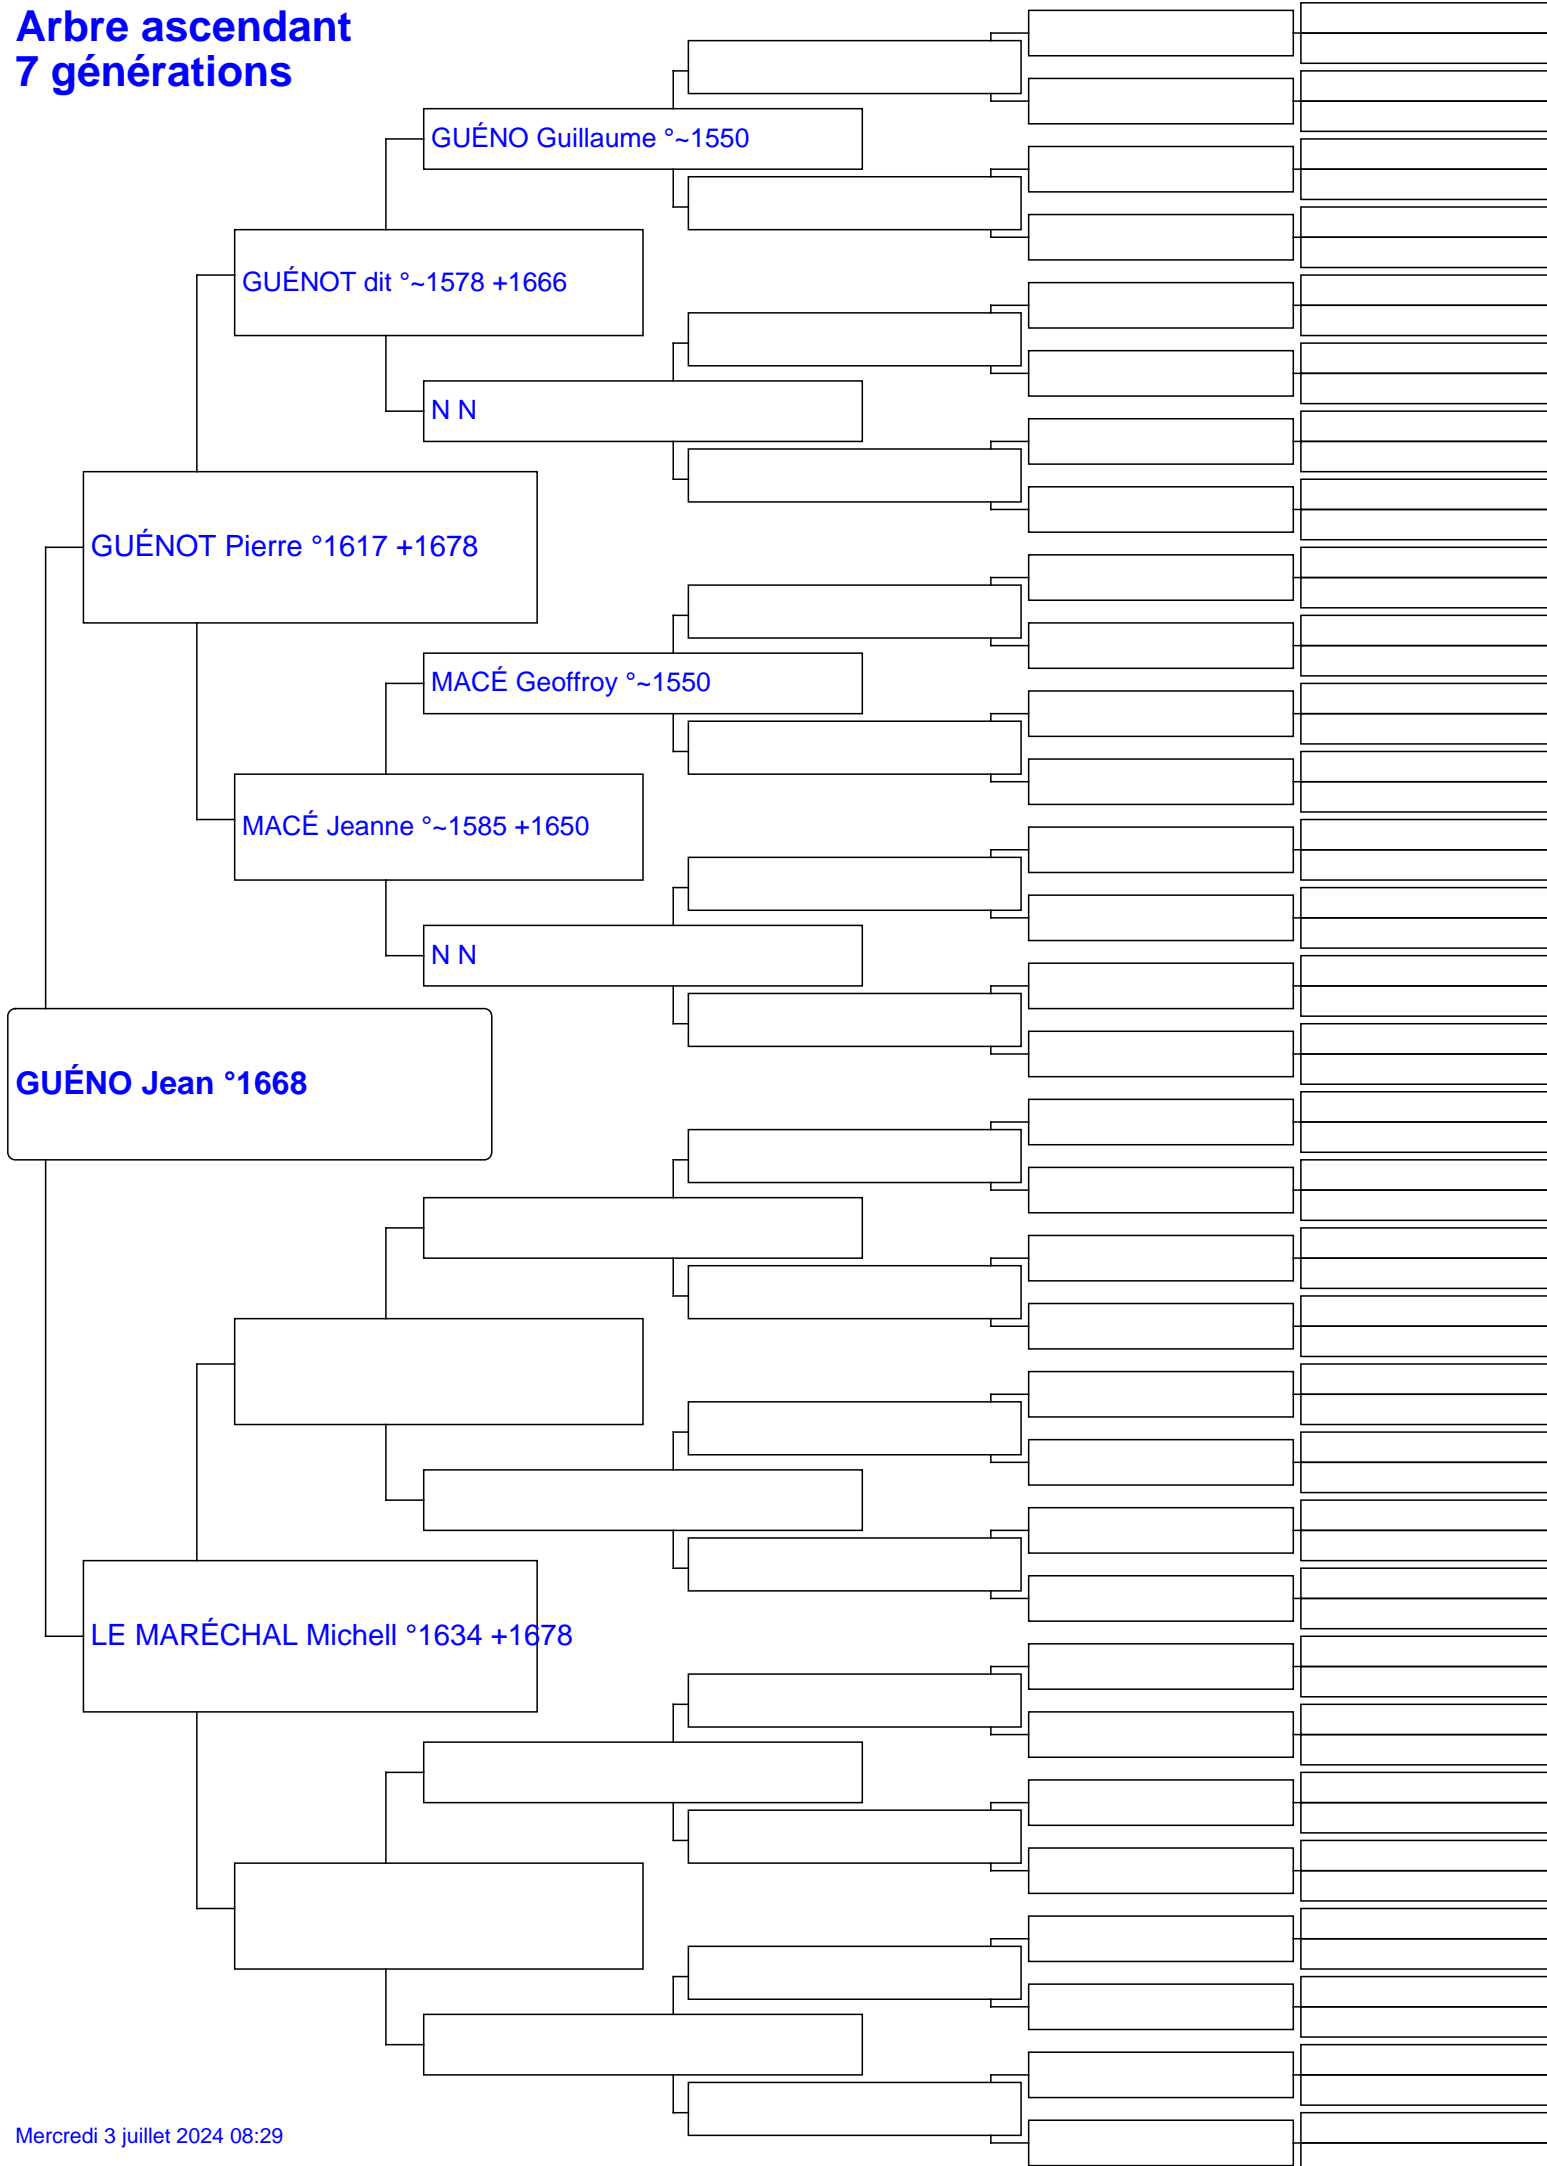 Arbre ascendant
7 générations
GUÉNO Guillaume °~1550
GUÉNOT dit °~1578 +1666
N N
GUÉNOT Pierre °1617 +1678
MACÉ Geoffroy °~1550
MACÉ Jeanne °~1585 +1650
N N
GUÉNO Jean °1668
LE MARÉCHAL Michell °1634 +1678
Mercredi 3 juillet 2024 08:29